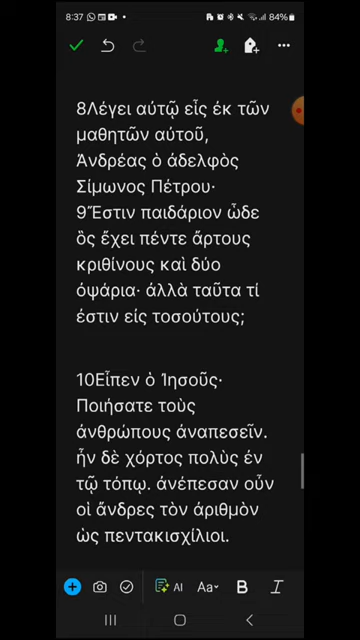 8:37 84%
8Λέγει αὐτῷ εἷς ἐκ τῶν
μαθητῶν αὐτοῦ,
Ἀνδρέας ὁ ἀδελφὸς
Σίμωνος Πέτρου·
9Ἔστιν παιδάριον ὧδε
ὃς ἔχει πέντε ἄρτους
κριθίνους καὶ δύο
ὀψάρια· ἀλλὰ ταῦτα τί
ἐστιν εἰς τοσούτους;
10Εἶπεν ὁ Ἰησοῦς·
Ποιήσατε τοὺς
ἀνθρώπους ἀναπεσεῖν.
ἦν δὲ χόρτος πολὺς ἐν
τῷ τόπῳ. ἀνέπεσαν οὖν
οἱ ἄνδρες τὸν ἀριθμὸν
ὡς πεντακισχίλιοι.
AI Aa B I